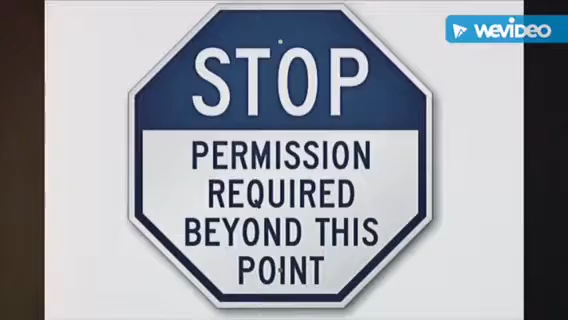 WEVIDEO
STOP
PERMISSION
REQUIRED
BEYOND THIS
POINT